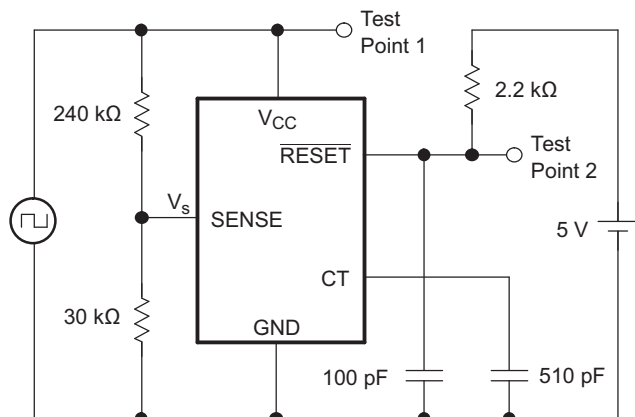 Test
Point 1
240 kΩ
2.2 kΩ
VCC
RESET
Test
Point 2
Vs
SENSE
5 V
CT
30 kΩ
GND
100 pF
510 pF